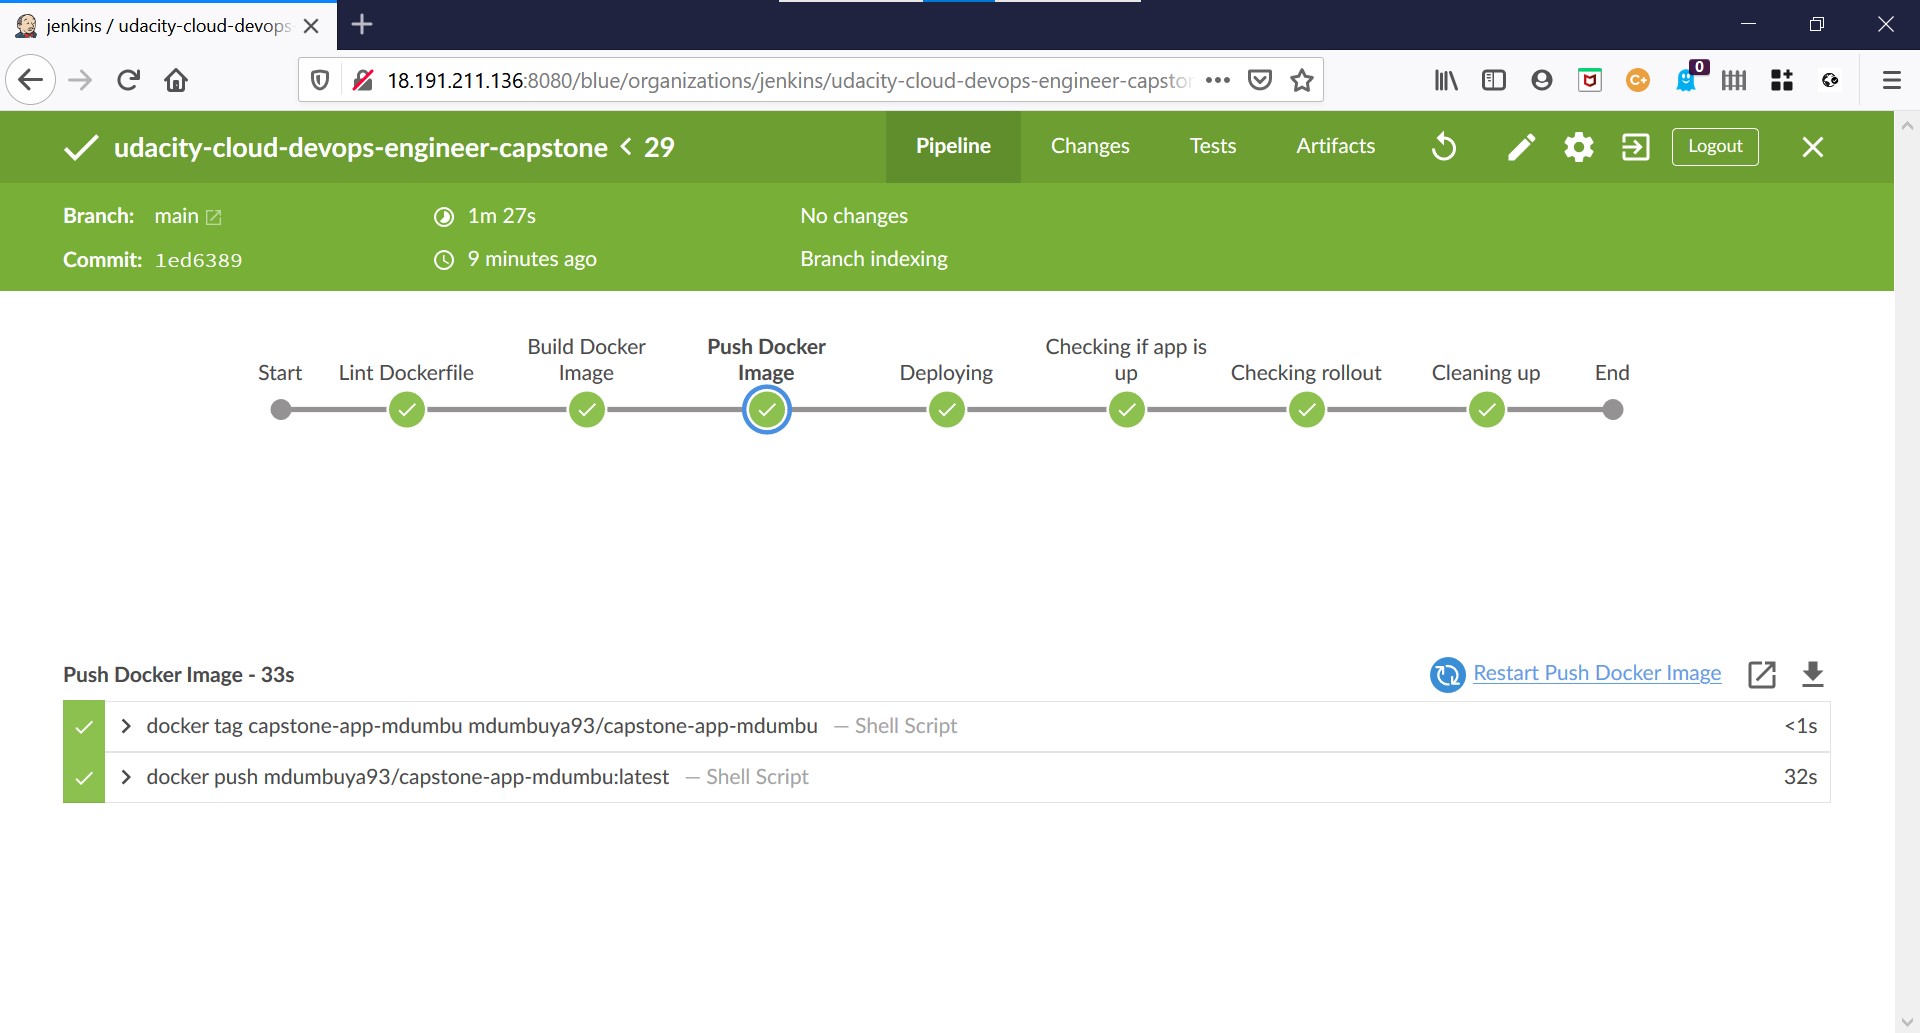 jenkins / udacity-cloud-devops
18.191.211.136:8080/blue/organizations/jenkins/udacity-cloud-devops-engineer-capstor
0
udacity-cloud-devops-engineer-capstone < 29
Pipeline
Changes
Tests
Artifacts
Logout
Branch: main
1m 27s
No changes
Commit: 1ed6389
9 minutes ago
Branch indexing
Start
Lint Dockerfile
Build Docker
Image
Push Docker
Image
Deploying
Checking if app is
up
Checking rollout
Cleaning up
End
Push Docker Image - 33s
Restart Push Docker Image
docker tag capstone-app-mdumbu mdumbuya93/capstone-app-mdumbu — Shell Script <1s
docker push mdumbuya93/capstone-app-mdumbu:latest — Shell Script 32s